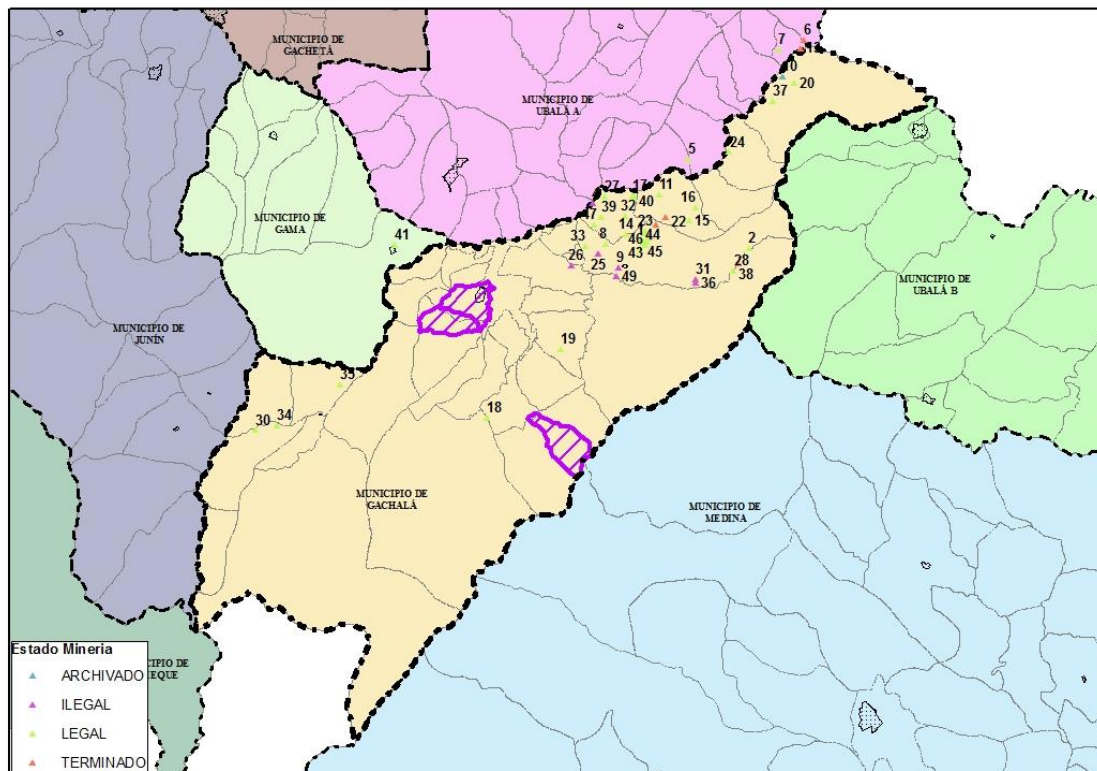 MUNICIPIO DE
GACHETÁ
MUNICIPIO DE
UBALÁ A
6
7
20
37
24
5
27
17
11
39
32
40
16
14
23
22
15
MUNICIPIO DE
GAMA
41
33
8
46
44
2
26
25
9
43
45
28
49
31
38
36
MUNICIPIO DE
UBALÁ B
MUNICIPIO DE
JUNÍN
19
30
34
18
MUNICIPIO DE
GACHALÁ
MUNICIPIO DE
MEDINA
Estado Mineria
ARCHIVADO
ILEGAL
LEGAL
TERMINADO